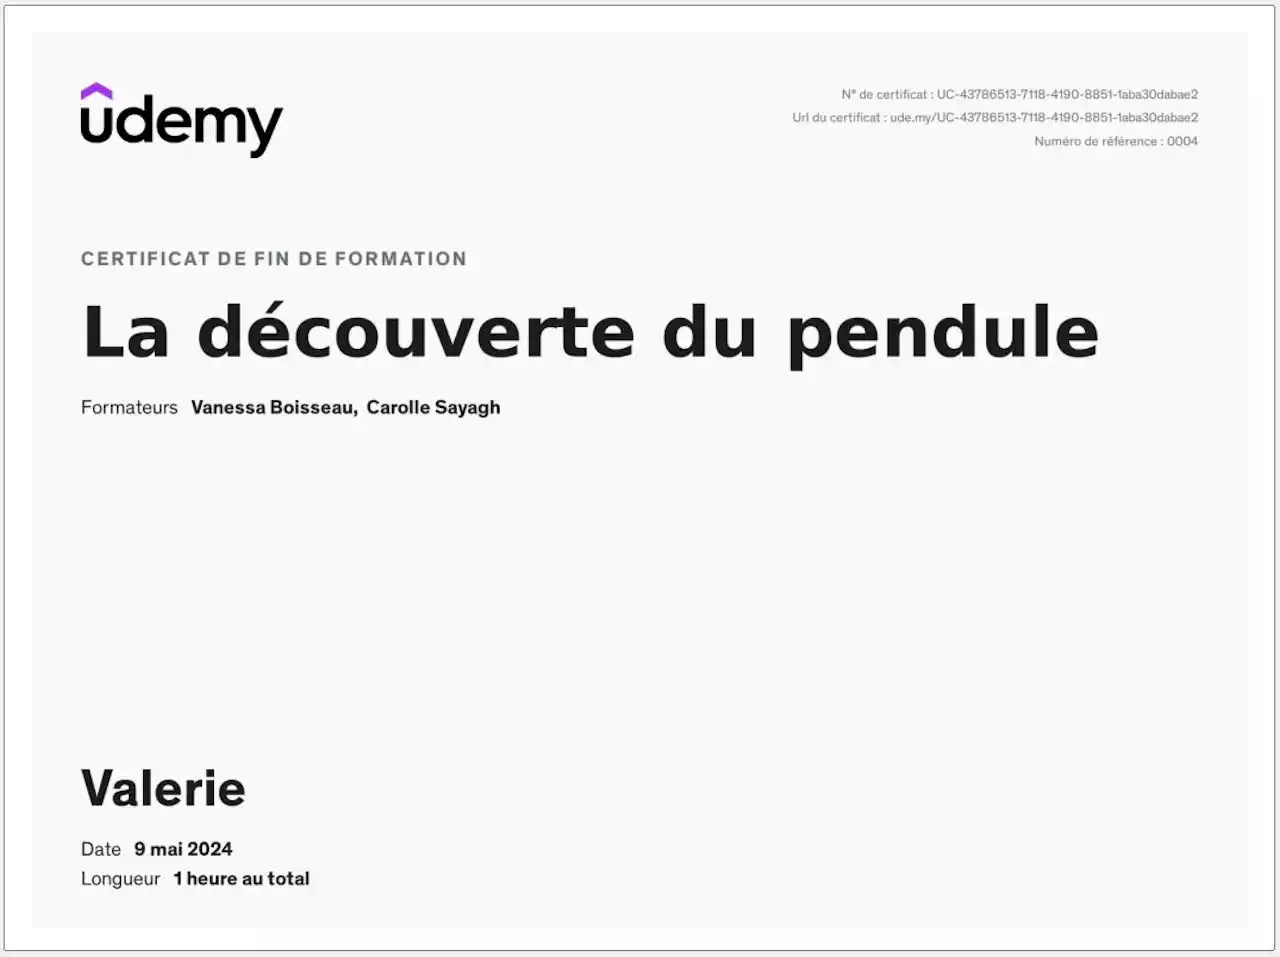 ûdemy
N° de certificat : UC-43786513-7118-4190-8851-1aba30dabae2
Url du certificat : ude.my/UC-43786513-7118-4190-8851-1aba30dabae2
Numéro de référence : 0004
CERTIFICAT DE FIN DE FORMATION
La découverte du pendule
Formateurs Vanessa Boisseau, Carolle Sayagh
Valerie
Date 9 mai 2024
Longueur 1 heure au total